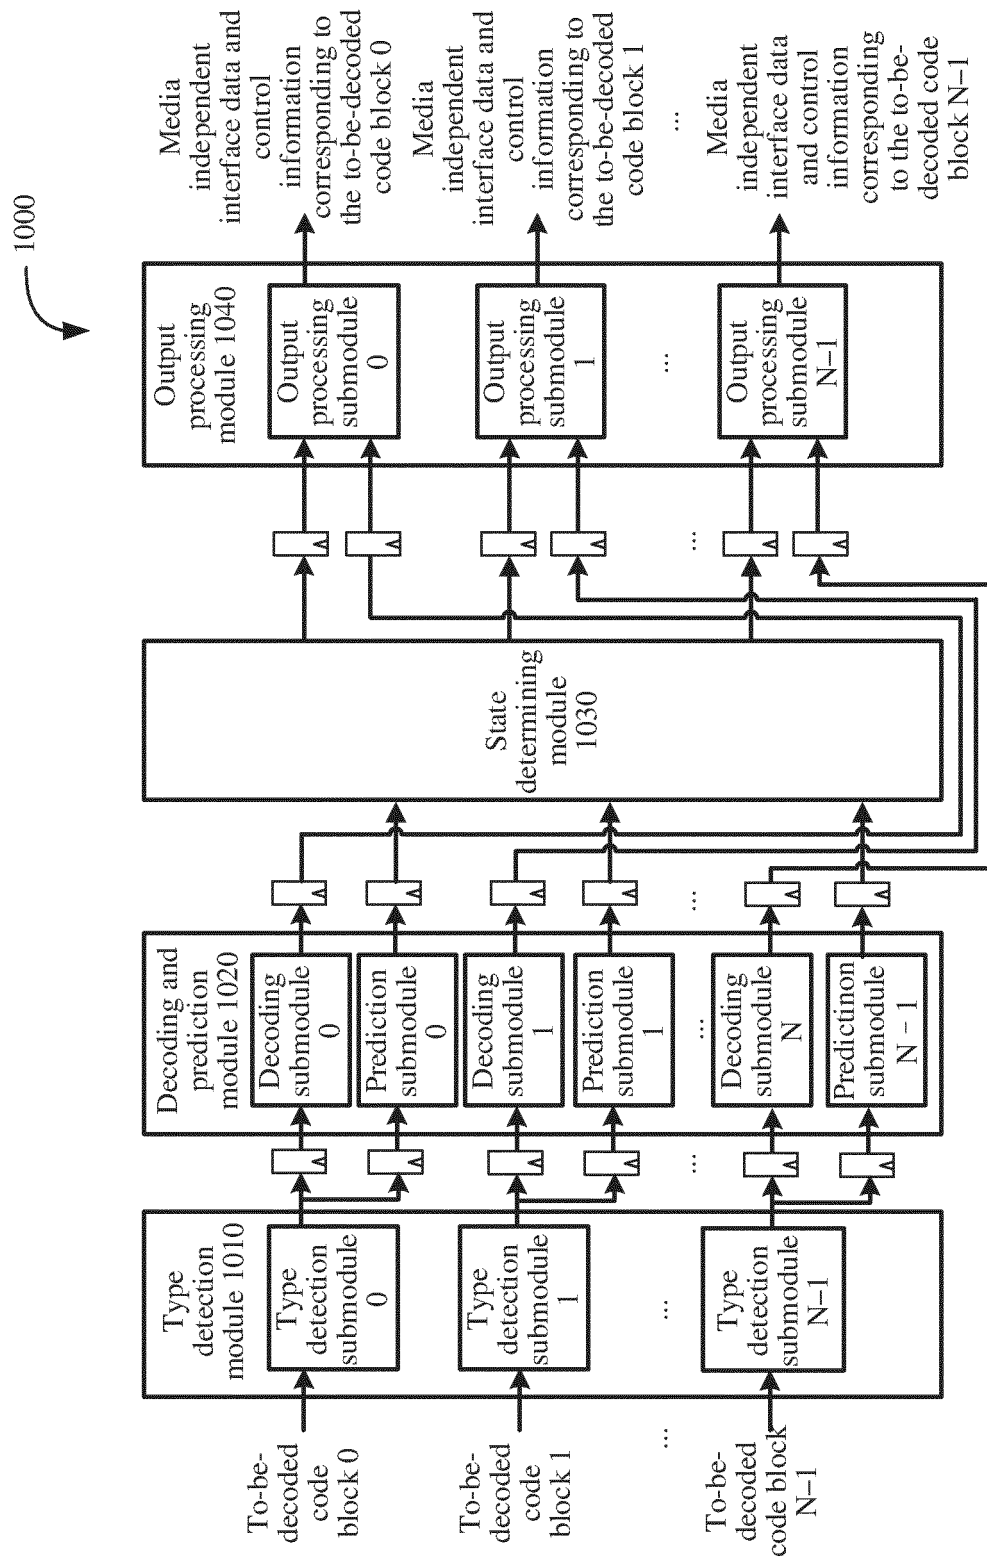 1000
To-be-
decoded
code
block 0
To-be-
decoded
code
block 1
...
To-be-
decoded
code block
N–1
Type
detection
module 1010
Type
detection
submodule
0
Type
detection
submodule
1
...
Type
detection
submodule
N–1
...
Decoding and
prediction
module 1020
Decoding
submodule
0
Prediction
submodule
0
Decoding
submodule
1
Prediction
submodule
1
...
Decoding
submodule
N
Predictinon
submodule
N – 1
...
State
determining
module
1030
...
Output
processing
module 1040
Output
processing
submodule
0
Output
processing
submodule
1
...
Output
processing
submodule
N–1
Media
independent
interface data and
control
information
corresponding to
the to-be-decoded
code block 0
Media
independent
interface data and
control
information
corresponding to
the to-be-decoded
code block 1
...
Media
independent
interface data
and control
information
corresponding
to the to-be-
decoded code
block N–1